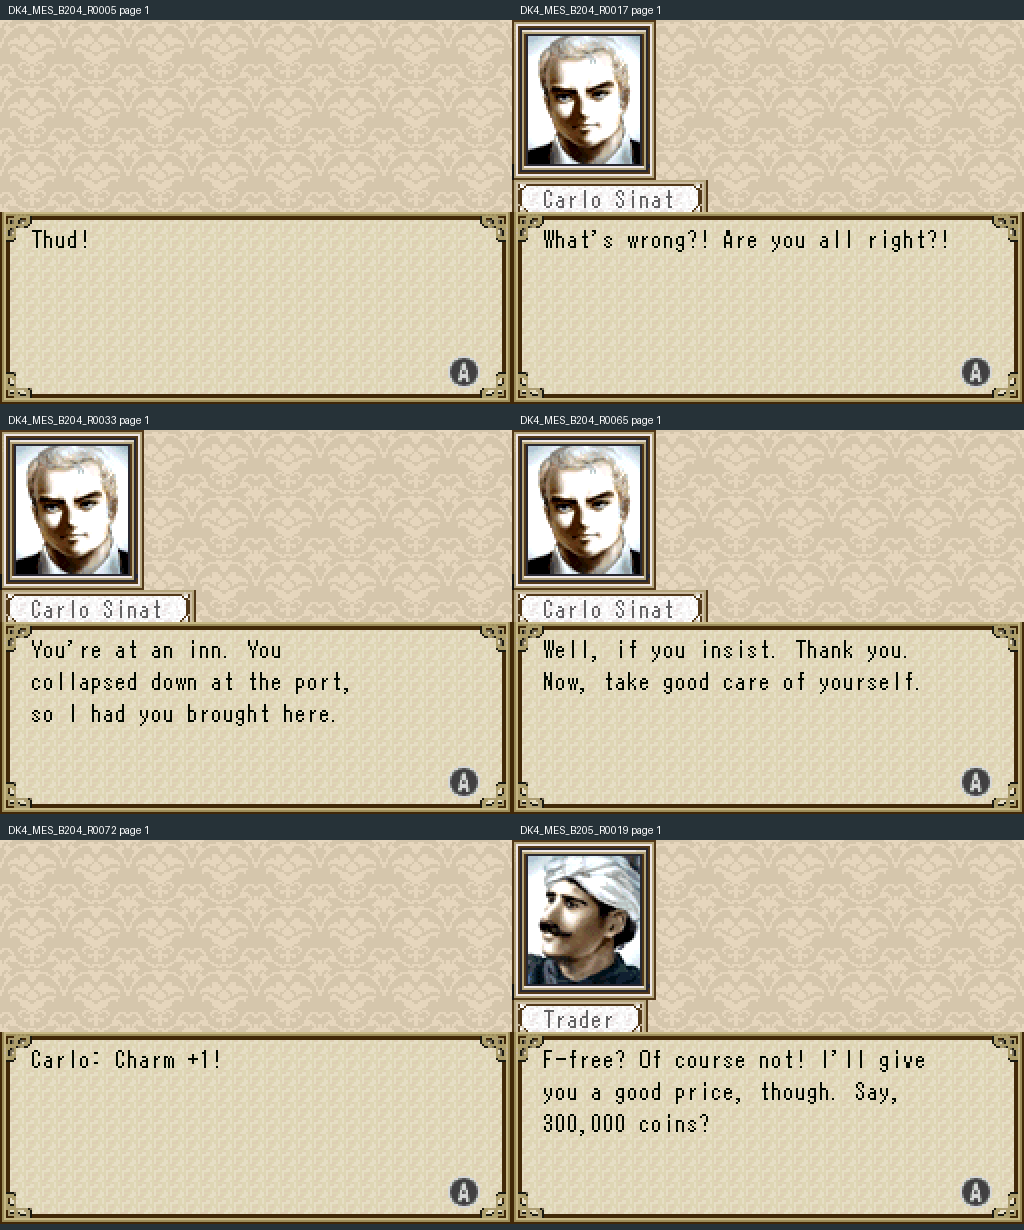 DK4_MES_B204_R0005 page 1
Thud!
A
DK4_MES_B204_R0017 page 1
Carlo Sinat
What's wrong?! Are you all right?!
A
DK4_MES_B204_R0033 page 1
Carlo Sinat
You're at an inn. You
collapsed down at the port,
so I had you brought here.
A
DK4_MES_B204_R0065 page 1
Carlo Sinat
Well, if you insist. Thank you.
Now, take good care of yourself.
A
DK4_MES_B204_R0072 page 1
Carlo: Charm +1!
A
DK4_MES_B205_R0019 page 1
Trader
F-free? Of course not! I'll give
you a good price, though. Say,
300,000 coins?
A